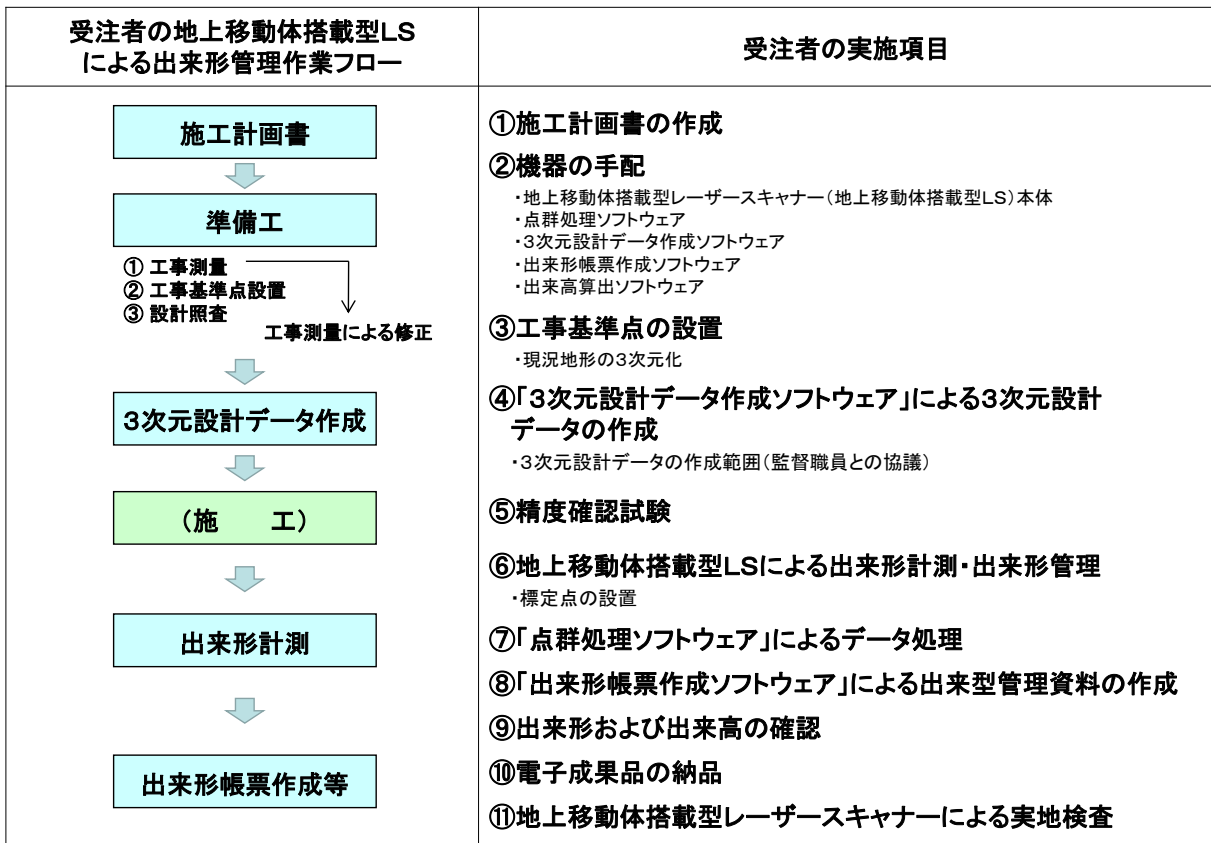 受注者の地上移動体搭載型LS
による出来形管理作業フロー
受注者の実施項目
施工計画書
準備工
① 工事測量
② 工事基準点設置
③ 設計照査
工事測量による修正
3次元設計データ作成
(施　　工)
出来形計測
出来形帳票作成等
①施工計画書の作成
②機器の手配
・地上移動体搭載型レーザースキャナー(地上移動体搭載型LS)本体
・点群処理ソフトウェア
・3次元設計データ作成ソフトウェア
・出来形帳票作成ソフトウェア
・出来高算出ソフトウェア
③工事基準点の設置
・現況地形の3次元化
④「3次元設計データ作成ソフトウェア」による3次元設計
データの作成
・3次元設計データの作成範囲(監督職員との協議)
⑤精度確認試験
⑥地上移動体搭載型LSによる出来形計測・出来形管理
・標定点の設置
⑦「点群処理ソフトウェア」によるデータ処理
⑧「出来形帳票作成ソフトウェア」による出来型管理資料の作成
⑨出来形および出来高の確認
⑩電子成果品の納品
⑪地上移動体搭載型レーザースキャナーによる実地検査